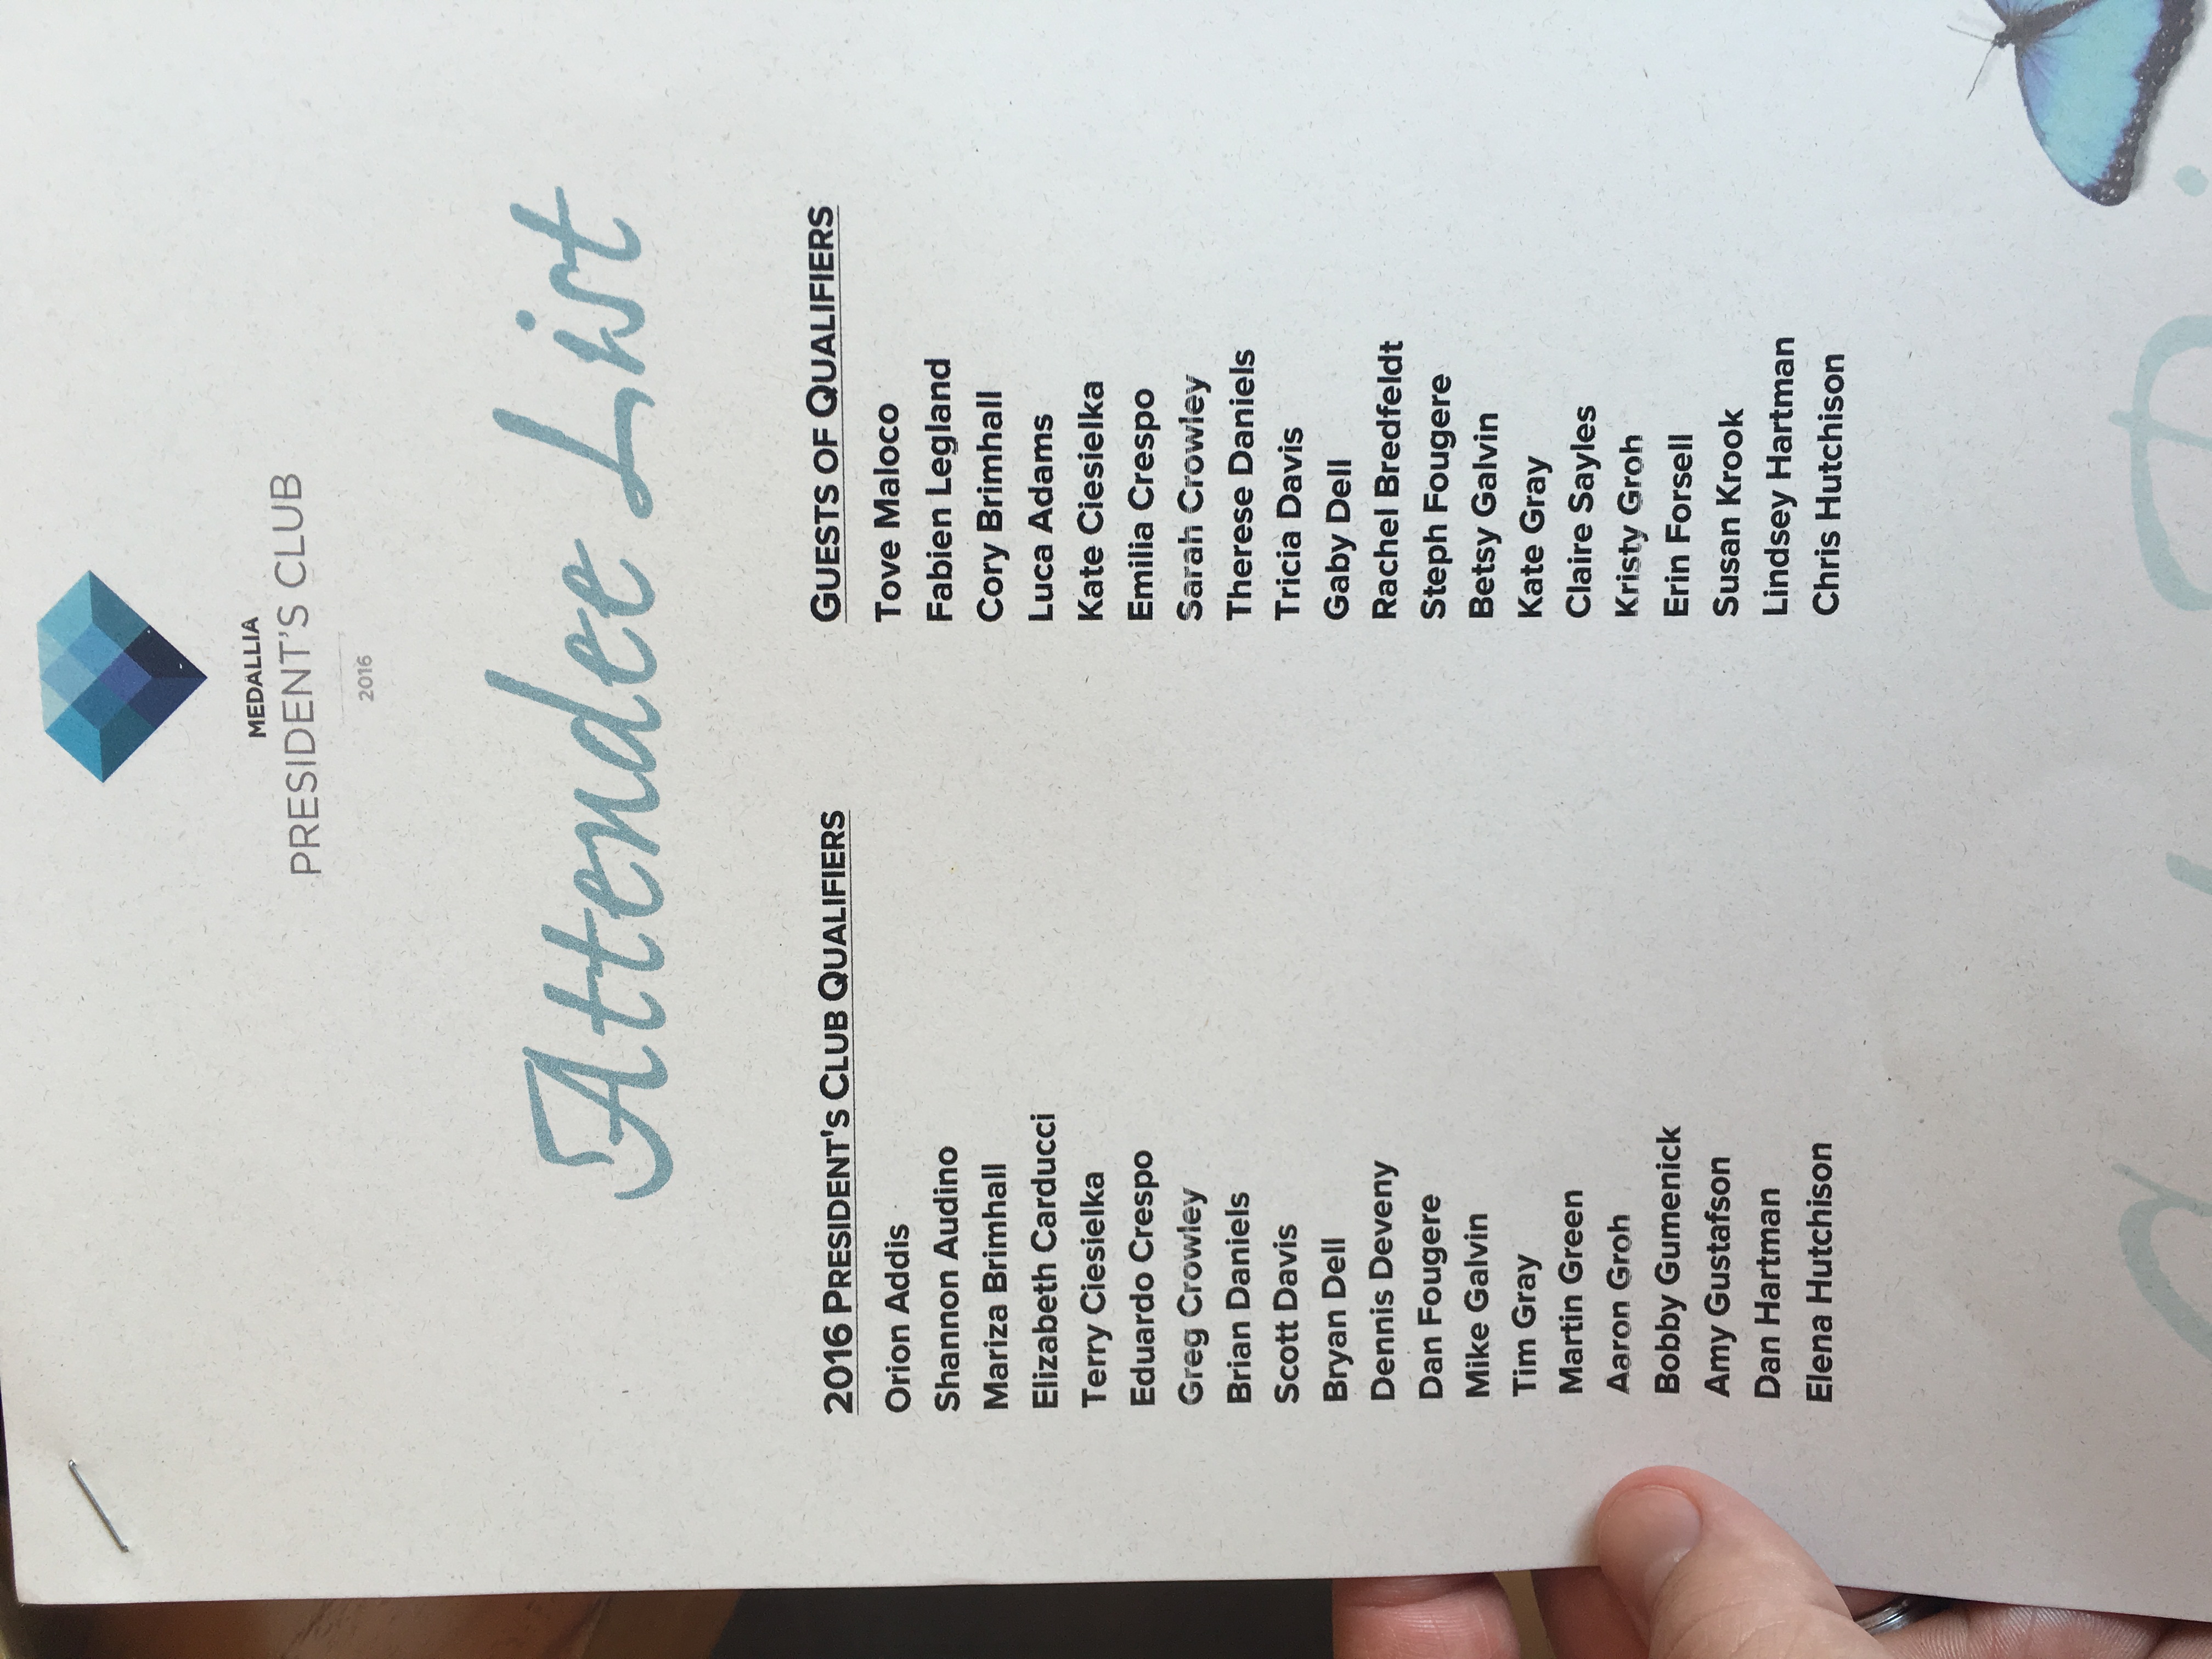 MEDALLIA
PRESIDENT'S CLUB
2016
Attendee List
2016 PRESIDENT'S CLUB QUALIFIERS
Orion Addis
Shannon Audino
Mariza Brimhall
Elizabeth Carducci
Terry Ciesielka
Eduardo Crespo
Greg Crowley
Brian Daniels
Scott Davis
Bryan Dell
Dennis Deveny
Dan Fougere
Mike Galvin
Tim Gray
Martin Green
Aaron Groh
Bobby Gumenick
Amy Gustafson
Dan Hartman
Elena Hutchison
GUESTS OF QUALIFIERS
Tove Maloco
Fabien Legland
Cory Brimhall
Luca Adams
Kate Ciesielka
Emilia Crespo
Sarah Crowley
Therese Daniels
Tricia Davis
Gaby Dell
Rachel Bredfeldt
Steph Fougere
Betsy Galvin
Kate Gray
Claire Sayles
Kristy Groh
Erin Forsell
Susan Krook
Lindsey Hartman
Chris Hutchison